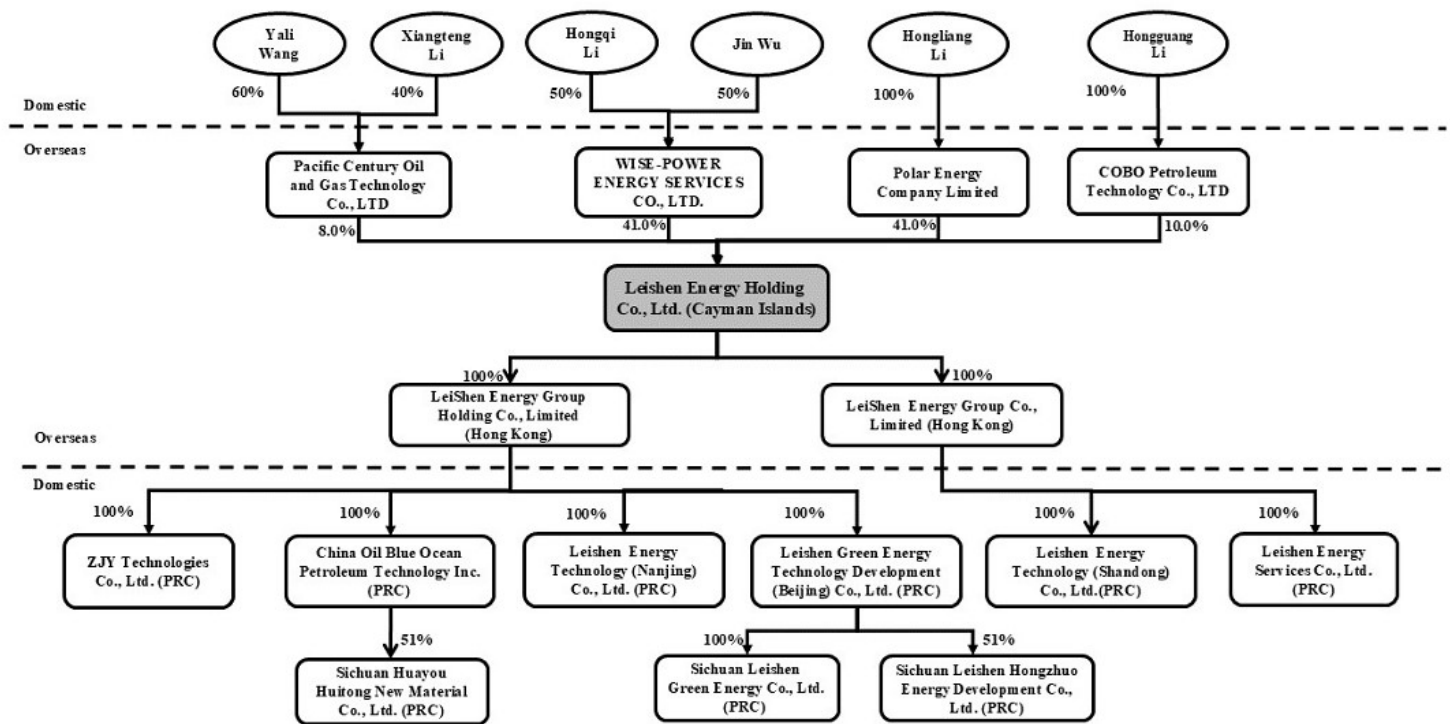 Yali
Wang
Xiangteng
Li
Hongqi
Li
Jin Wu
Hongliang
Li
Hongguang
Li
60%
40%
50%
50%
100%
100%
Domestic
Overseas
Pacific Century Oil
and Gas Technology
Co., LTD
WISE-POWER
ENERGY SERVICES
CO., LTD.
Polar Energy
Company Limited
COBO Petroleum
Technology Co., LTD
8.0%
41.0%
41.0%
10.0%
Leishen Energy Holding
Co., Ltd. (Cayman Islands)
100%
100%
LeiShen Energy Group
Holding Co., Limited
(Hong Kong)
LeiShen Energy Group Co.,
Limited (Hong Kong)
Overseas
Domestic
100%
100%
100%
100%
100%
100%
ZJY Technologies
Co., Ltd. (PRC)
China Oil Blue Ocean
Petroleum Technology Inc.
(PRC)
Leishen Energy
Technology (Nanjing)
Co., Ltd. (PRC)
Leishen Green Energy
Technology Development
(Beijing) Co., Ltd. (PRC)
Leishen Energy
Technology (Shandong)
Co., Ltd.(PRC)
Leishen Energy
Services Co., Ltd.
(PRC)
51%
100%
51%
Sichuan Huayou
Huitong New Material
Co., Ltd. (PRC)
Sichuan Leishen
Green Energy Co., Ltd.
(PRC)
Sichuan Leishen Hongzhuo
Energy Development Co.,
Ltd. (PRC)